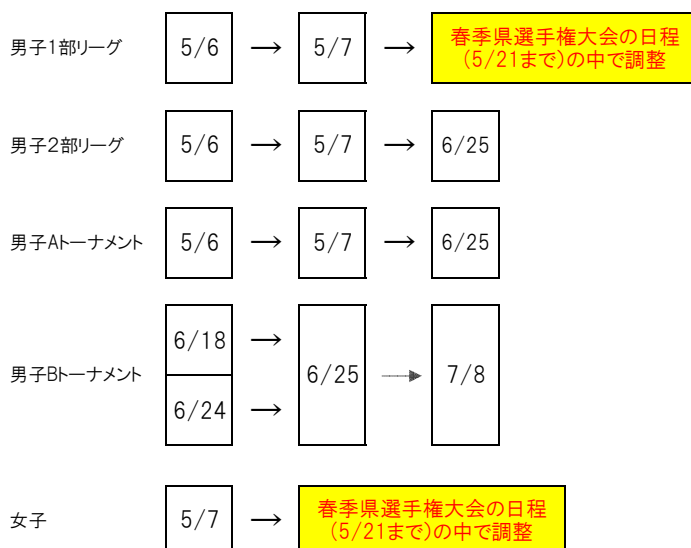 男子1部リーグ 5/6 → 5/7 → 春季県選手権大会の日程
(5/21まで)の中で調整
男子2部リーグ 5/6 → 5/7 → 6/25
男子Aトーナメント 5/6 → 5/7 → 6/25
6/18 →
男子Bトーナメント 6/25 → 7/8
6/24 →
女子 5/7 → 春季県選手権大会の日程
(5/21まで)の中で調整